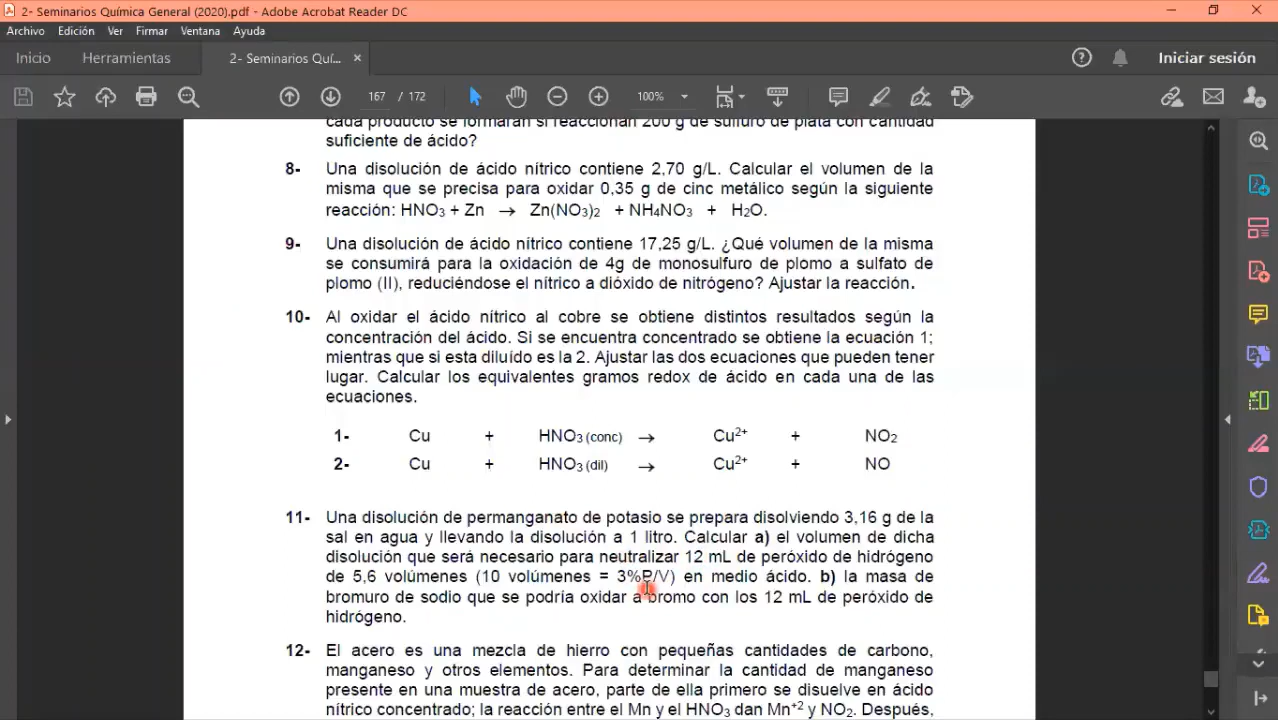 2- Seminarios Química General (2020).pdf - Adobe Acrobat Reader DC
Archivo Edición Ver Firmar Ventana Ayuda
Inicio Herramientas 2- Seminarios Quí... × Iniciar sesión
167 / 172 100%
cada producto se formarán si reaccionan 200 g de sulfuro de plata con cantidad
suficiente de ácido?
8- Una disolución de ácido nítrico contiene 2,70 g/L. Calcular el volumen de la
misma que se precisa para oxidar 0,35 g de cinc metálico según la siguiente
reacción: HNO3 + Zn → Zn(NO3)2 + NH4NO3 + H2O.
9- Una disolución de ácido nítrico contiene 17,25 g/L. ¿Qué volumen de la misma
se consumirá para la oxidación de 4g de monosulfuro de plomo a sulfato de
plomo (II), reduciéndose el nítrico a dióxido de nitrógeno? Ajustar la reacción.
10- Al oxidar el ácido nítrico al cobre se obtiene distintos resultados según la
concentración del ácido. Si se encuentra concentrado se obtiene la ecuación 1;
mientras que si esta diluído es la 2. Ajustar las dos ecuaciones que pueden tener
lugar. Calcular los equivalentes gramos redox de ácido en cada una de las
ecuaciones.
1- Cu + HNO3 (conc) → Cu2+ + NO2
2- Cu + HNO3 (dil) → Cu2+ + NO
11- Una disolución de permanganato de potasio se prepara disolviendo 3,16 g de la
sal en agua y llevando la disolución a 1 litro. Calcular a) el volumen de dicha
disolución que será necesario para neutralizar 12 mL de peróxido de hidrógeno
de 5,6 volúmenes (10 volúmenes = 3%P/V) en medio ácido. b) la masa de
bromuro de sodio que se podría oxidar a bromo con los 12 mL de peróxido de
hidrógeno.
12- El acero es una mezcla de hierro con pequeñas cantidades de carbono,
manganeso y otros elementos. Para determinar la cantidad de manganeso
presente en una muestra de acero, parte de ella primero se disuelve en ácido
nítrico concentrado; la reacción entre el Mn y el HNO3 dan Mn+2 y NO2. Después,